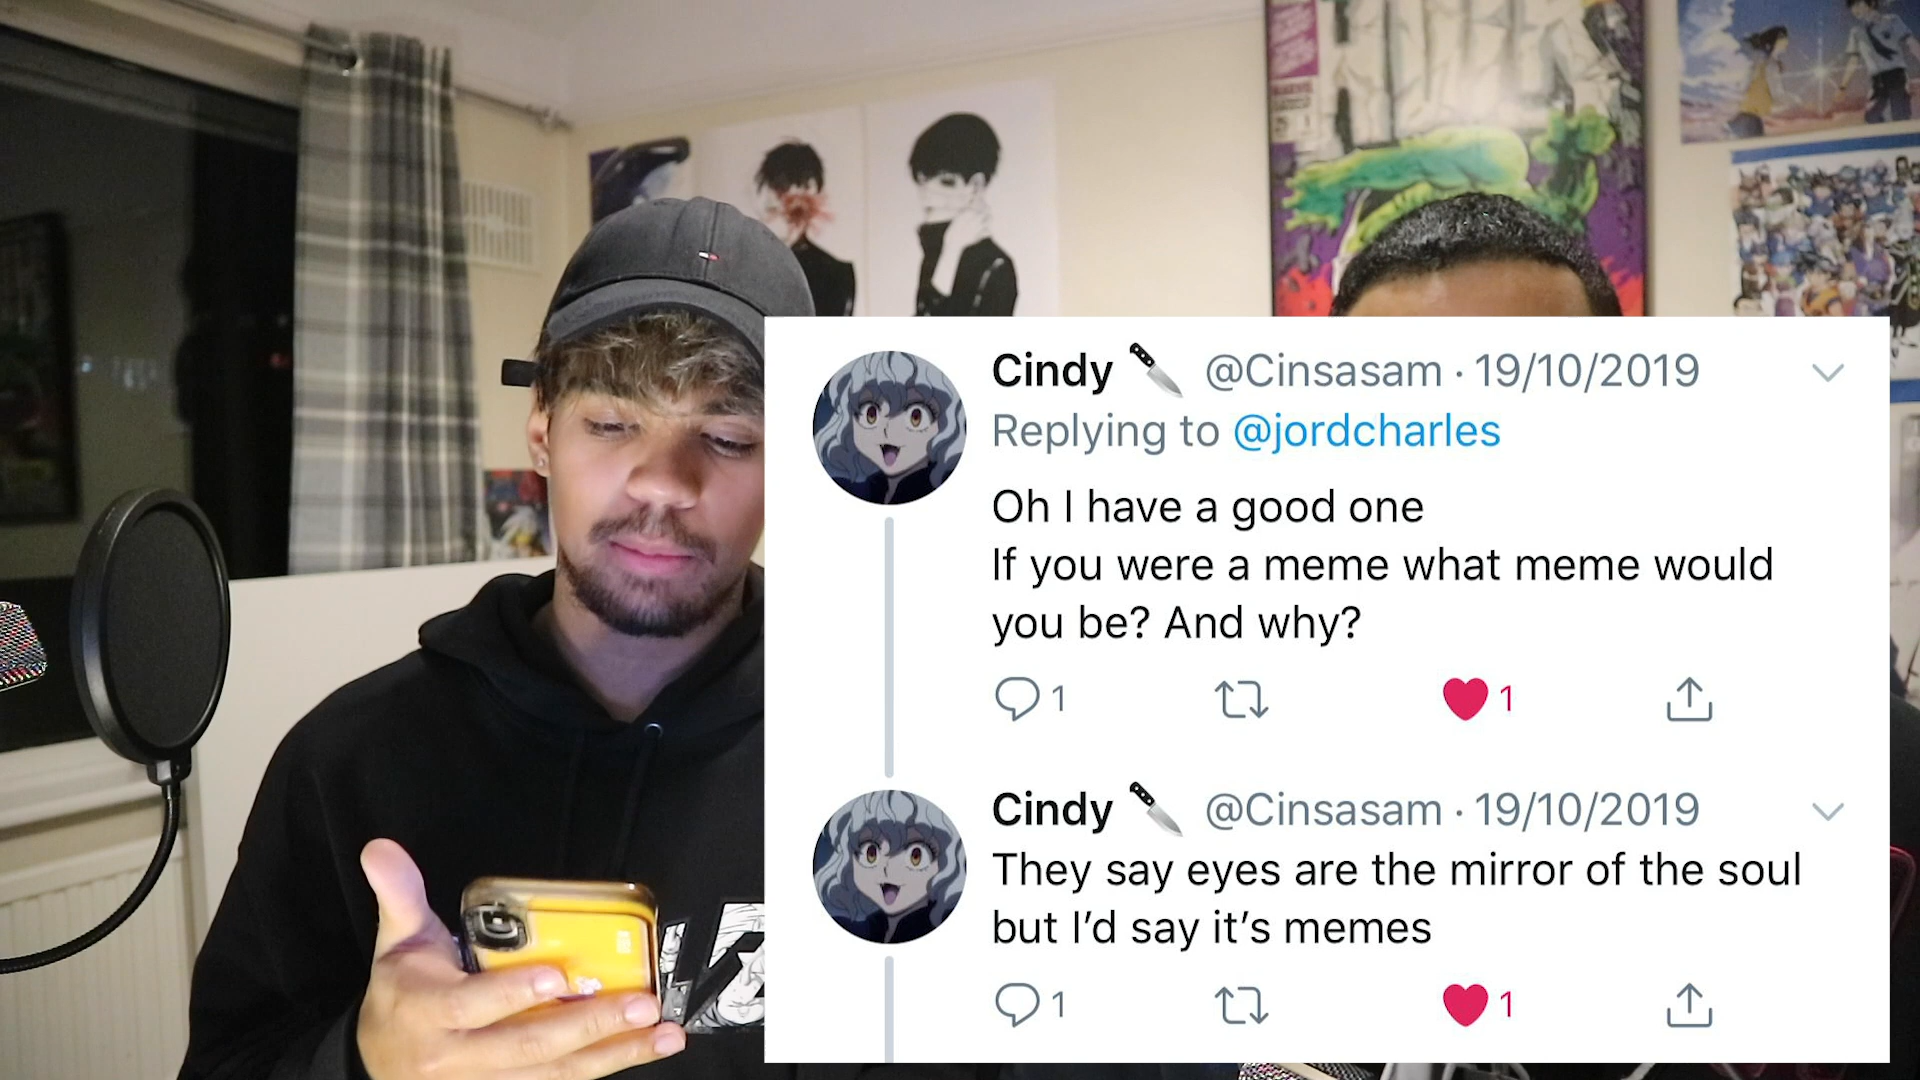 Cindy 🔪 @Cinsasam · 19/10/2019
Replying to @jordcharles
Oh I have a good one
If you were a meme what meme would
you be? And why?
1 1
Cindy 🔪 @Cinsasam · 19/10/2019
They say eyes are the mirror of the soul
but I'd say it's memes
1 1